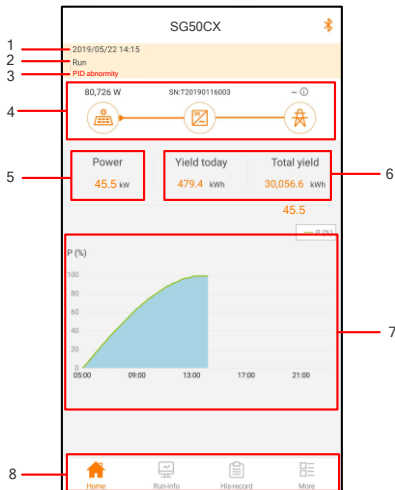 SG50CX
1 2019/05/22 14:15
2 Run
3 PID abnormity
80,726 W SN:T20190116003 -- ⓘ
4
Power Yield today Total yield
5 45.5 kW 479.4 kWh 30,056.6 kWh 6
45.5
P (%)
P (%)
100
80
60
40
20
0
05:00 09:00 13:00 17:00 21:00
7
8
Home Run-info His-record More